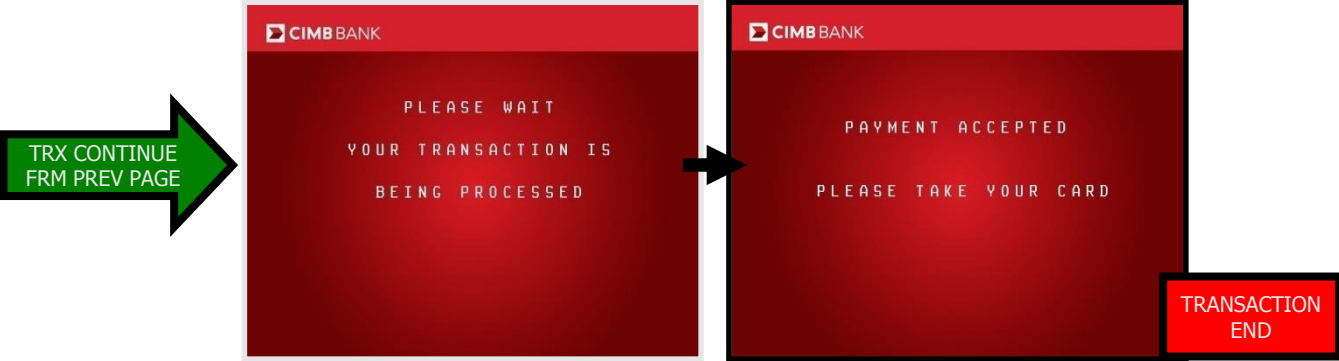 TRX CONTINUE
FRM PREV PAGE
CIMB BANK
PLEASE WAIT
YOUR TRANSACTION IS
BEING PROCESSED
CIMB BANK
PAYMENT ACCEPTED
PLEASE TAKE YOUR CARD
TRANSACTION
END